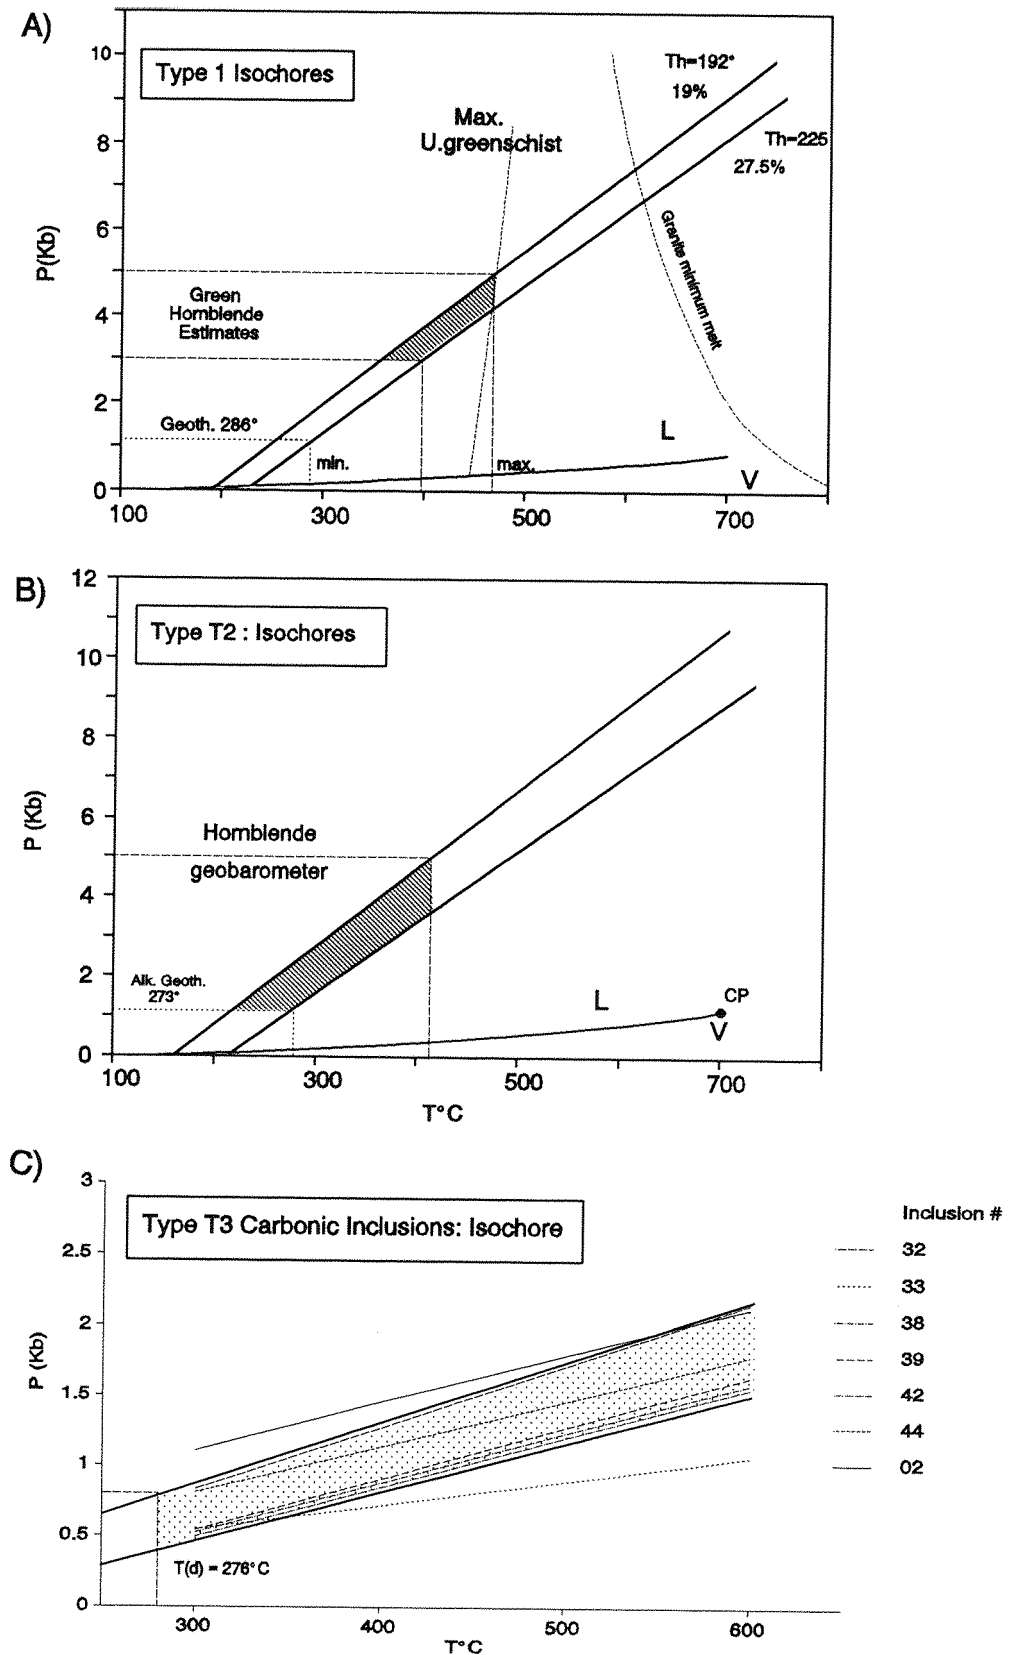 A)
Type 1 Isochores
10
8
6
4
2
0
P(Kb)
Th=192°
19%
Max.
U.greenschist
Th=225
27.5%
Granite minimum melt
Green
Hornblende
Estimates
Geoth. 286°
min.
max.
L
V
100
300
500
700
B)
Type T2 : Isochores
12
10
8
6
4
2
0
P (Kb)
Hornblende
geobarometer
Alk. Geoth.
273°
L
CP
V
100
300
500
700
T°C
C)
Type T3 Carbonic Inclusions: Isochore
3
2.5
2
1.5
1
0.5
0
P (Kb)
T(d) = 276°C
300
400
500
600
T°C
Inclusion #
32
33
38
39
42
44
02